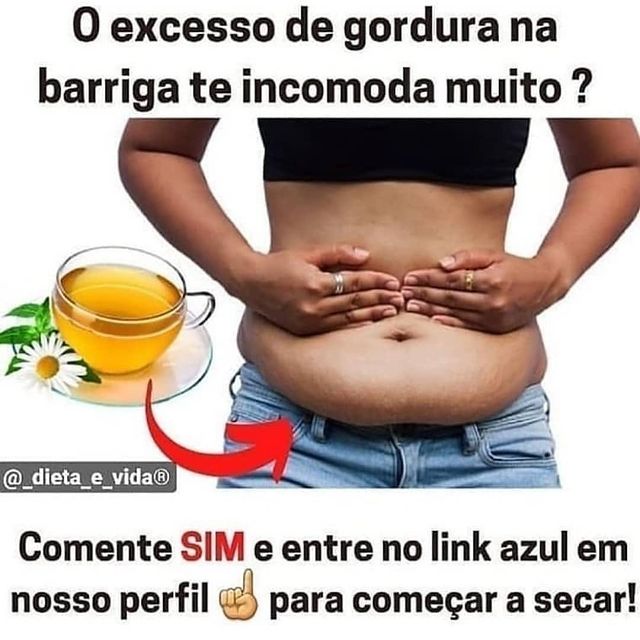 O excesso de gordura na
barriga te incomoda muito ?
@_dieta_e_vida®
Comente SIM e entre no link azul em
nosso perfil ☝ para começar a secar!